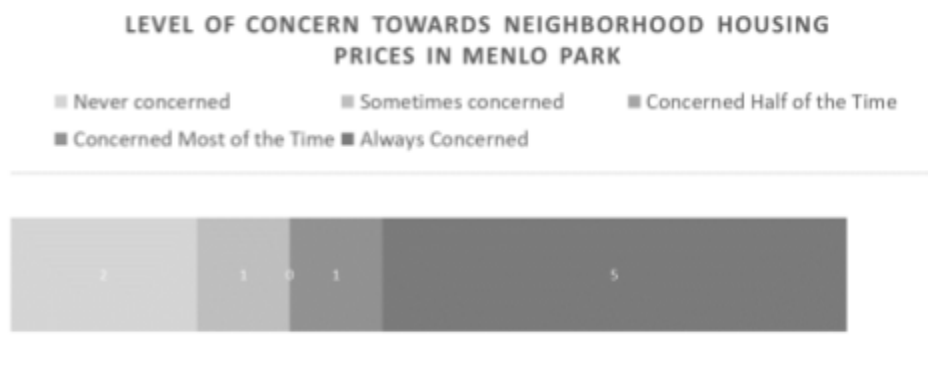 LEVEL OF CONCERN TOWARDS NEIGHBORHOOD HOUSING
PRICES IN MENLO PARK
Never concerned Sometimes concerned Concerned Half of the Time
Concerned Most of the Time Always Concerned
2 1 0 1 5